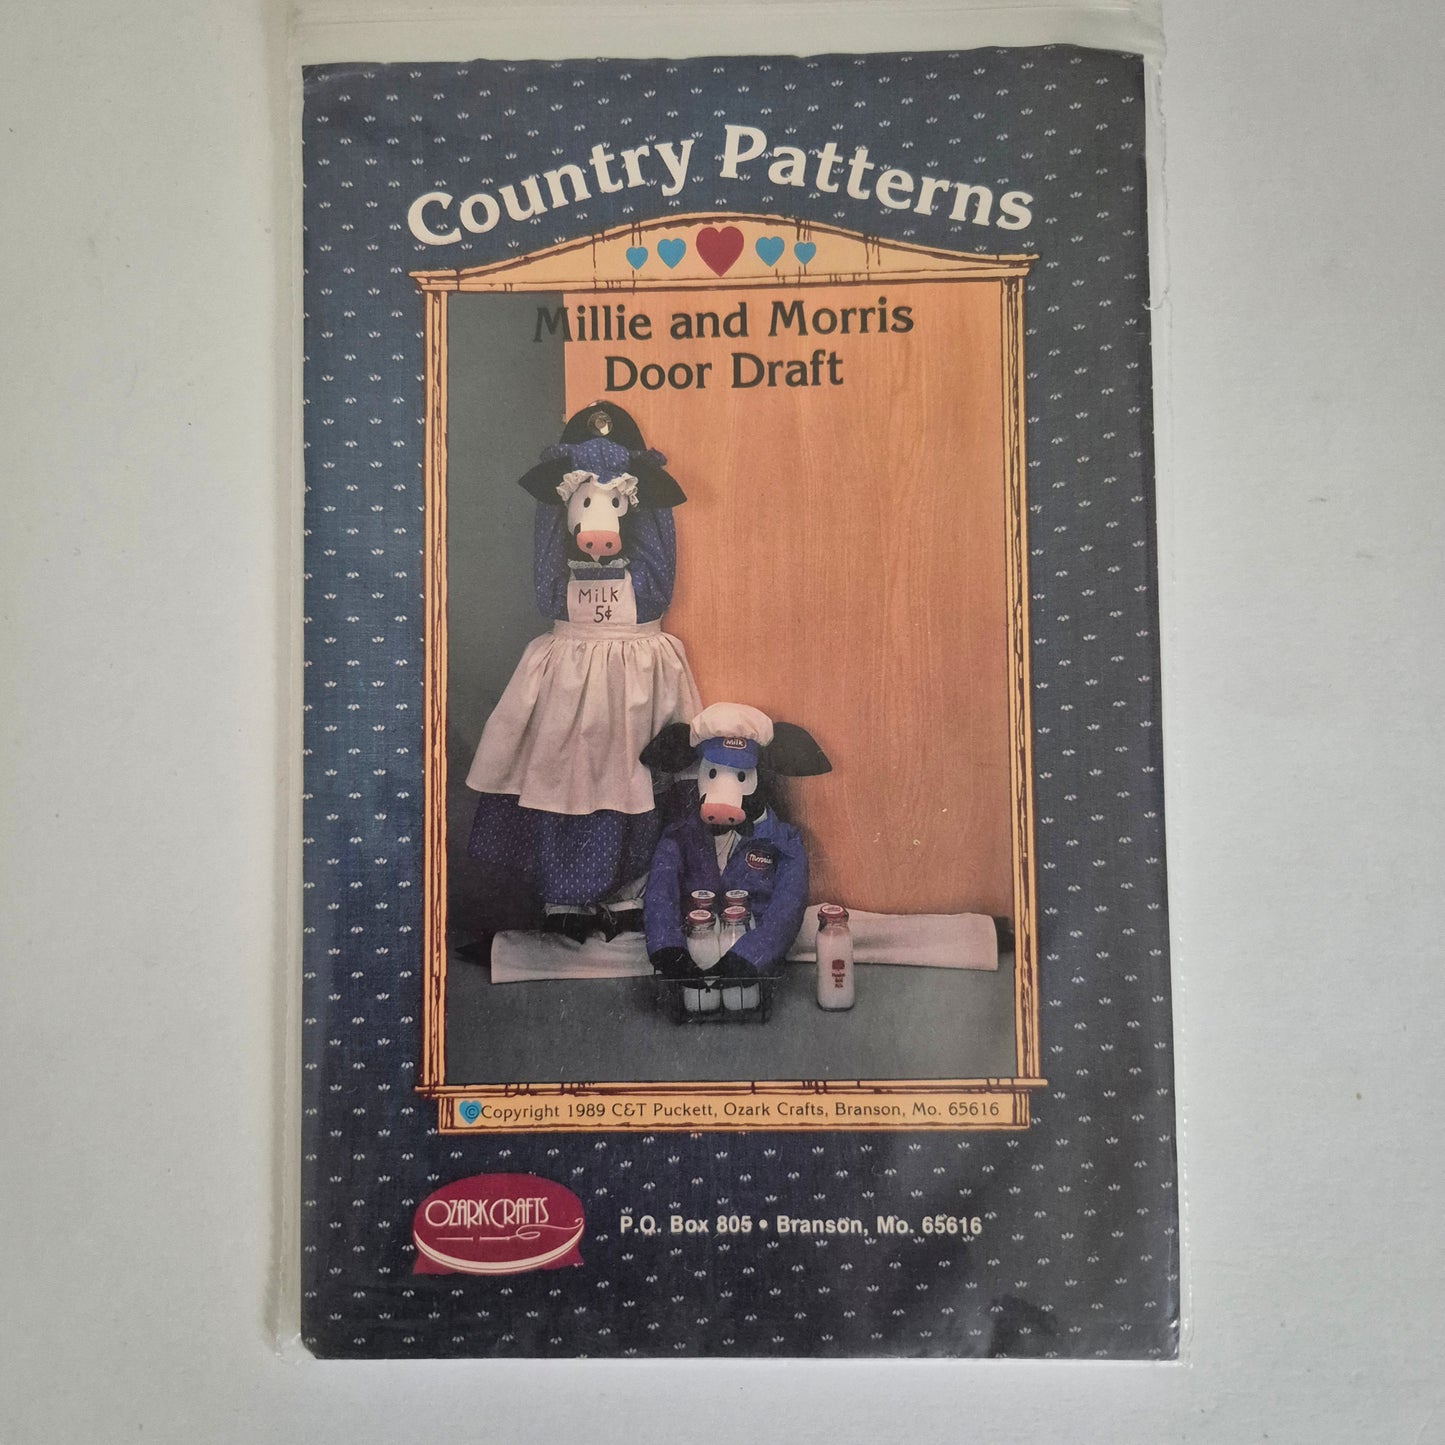 Country Patterns
Millie and Morris
Door Draft
Milk
5¢
Milk
Morris
©Copyright 1989 C&T Puckett, Ozark Crafts, Branson, Mo. 65616
OZARK CRAFTS
P.O. Box 805 • Branson, Mo. 65616